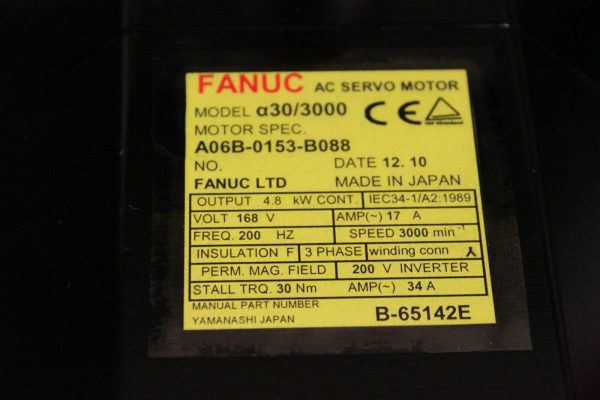 FANUC AC SERVO MOTOR
MODEL α30/3000
MOTOR SPEC.
A06B-0153-B088
NO. DATE 12. 10
FANUC LTD MADE IN JAPAN
OUTPUT 4.8 kW CONT. IEC34-1/A2:1989
VOLT 168 V AMP(~) 17 A
FREQ. 200 HZ SPEED 3000 min⁻¹
INSULATION F 3 PHASE winding conn
PERM. MAG. FIELD 200 V INVERTER
STALL TRQ. 30 Nm AMP(~) 34 A
MANUAL PART NUMBER
YAMANASHI JAPAN B-65142E